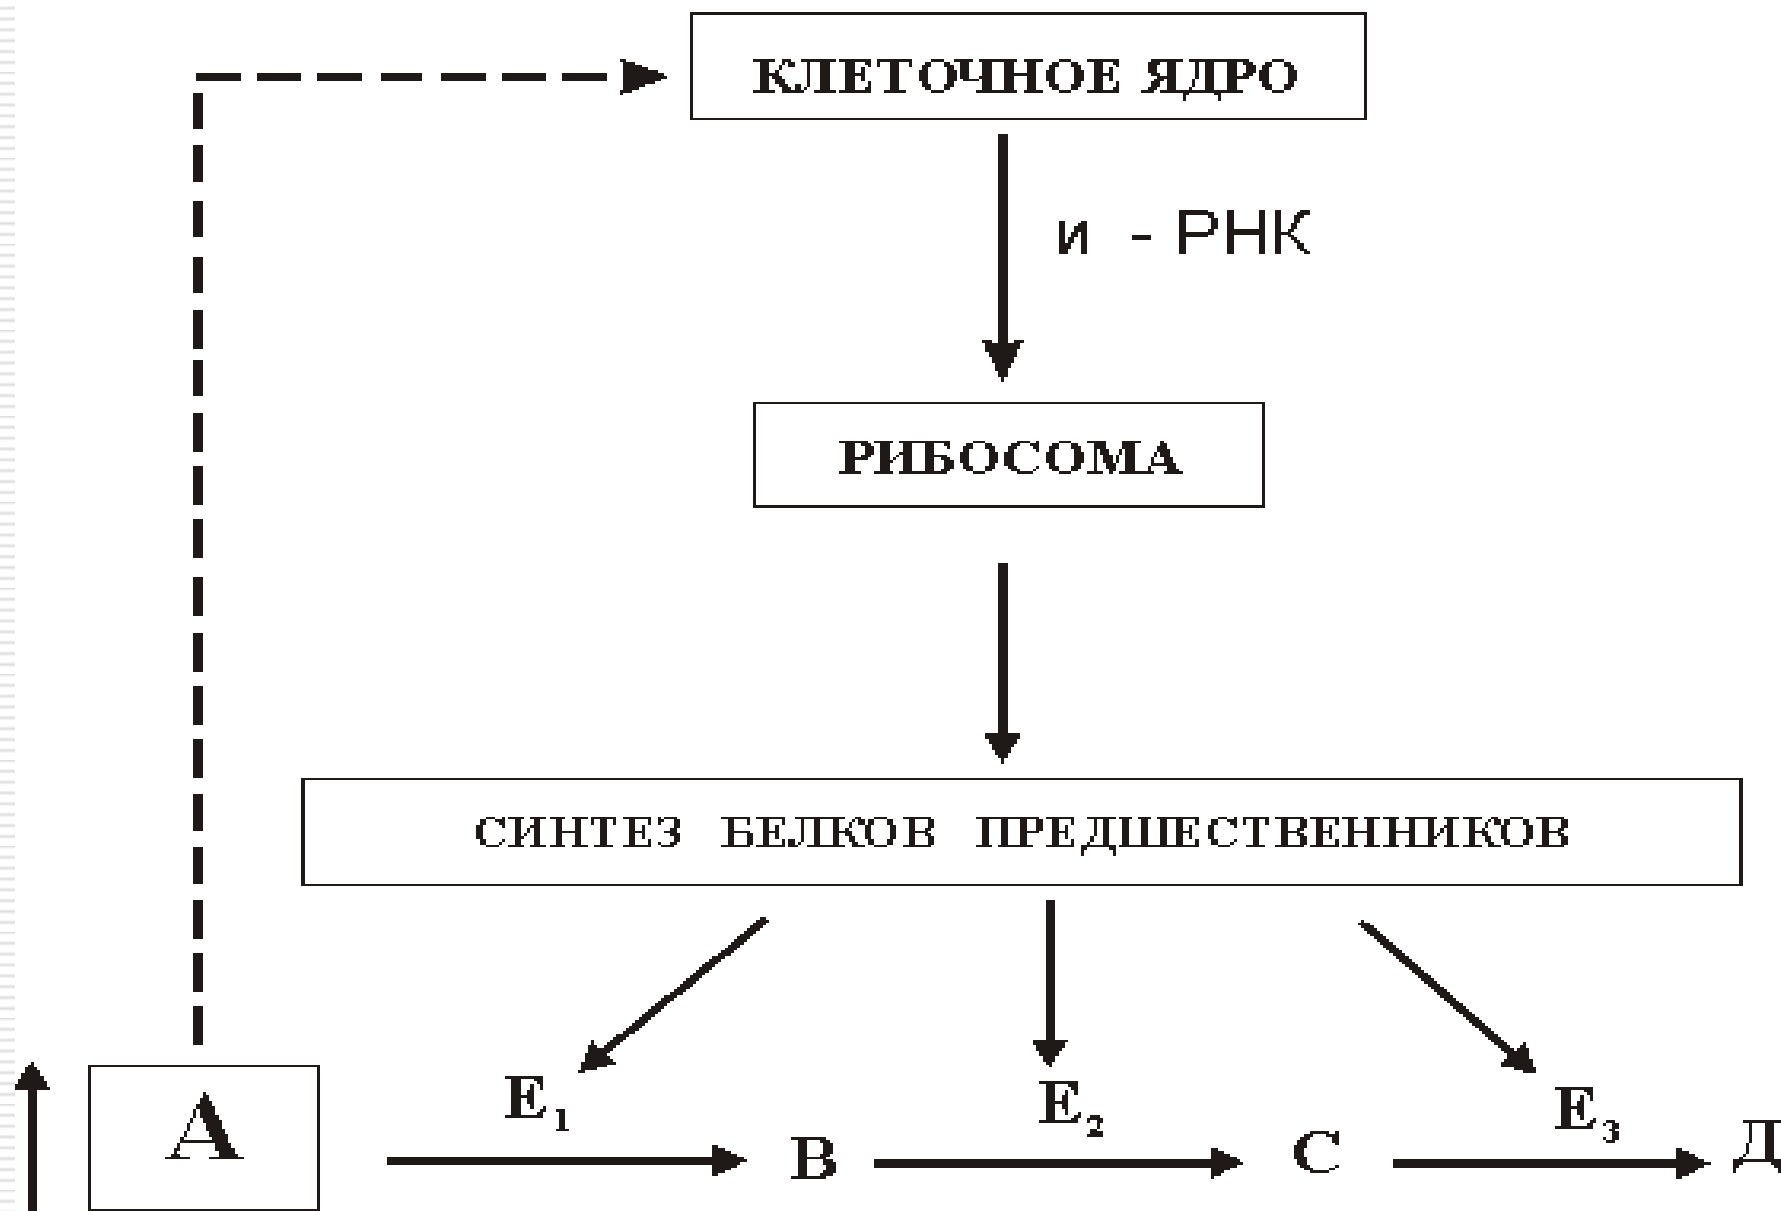 КЛЕТОЧНОЕ ЯДРО
и - РНК
РИБОСОМА
СИНТЕЗ БЕЛКОВ ПРЕДШЕСТВЕННИКОВ
А
Е₁
В
Е₂
С
Е₃
Д